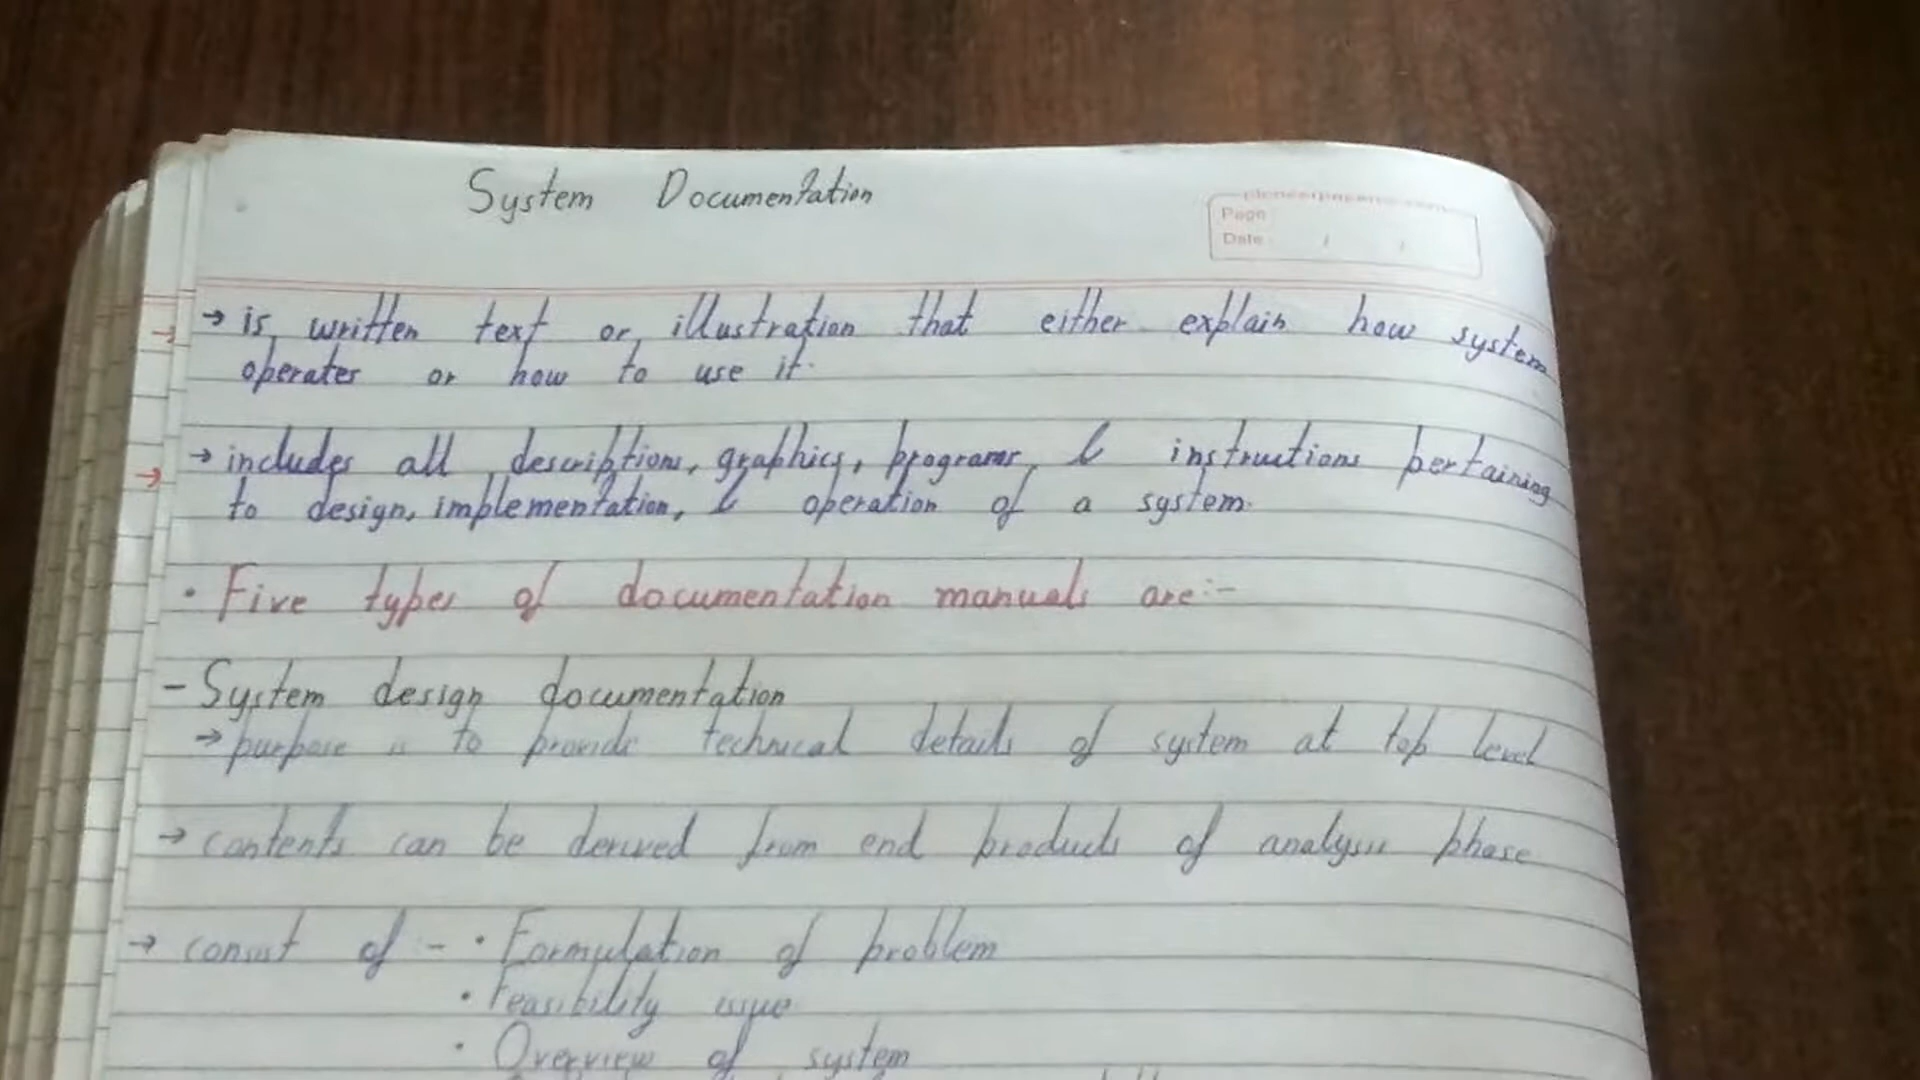 System Documentation
Page
Date / /
→ is written text or illustration that either explain how system
operates or how to use it.
→ includes all descriptions, graphics, programs, & instructions pertaining
to design, implementation, & operation of a system.
• Five types of documentation manuals are:-
- System design documentation
→ purpose is to provide technical details of system at top level
→ contents can be derived from end products of analysis phase
→ consist of :- • Formulation of problem
• Feasibility issue
• Overview of system